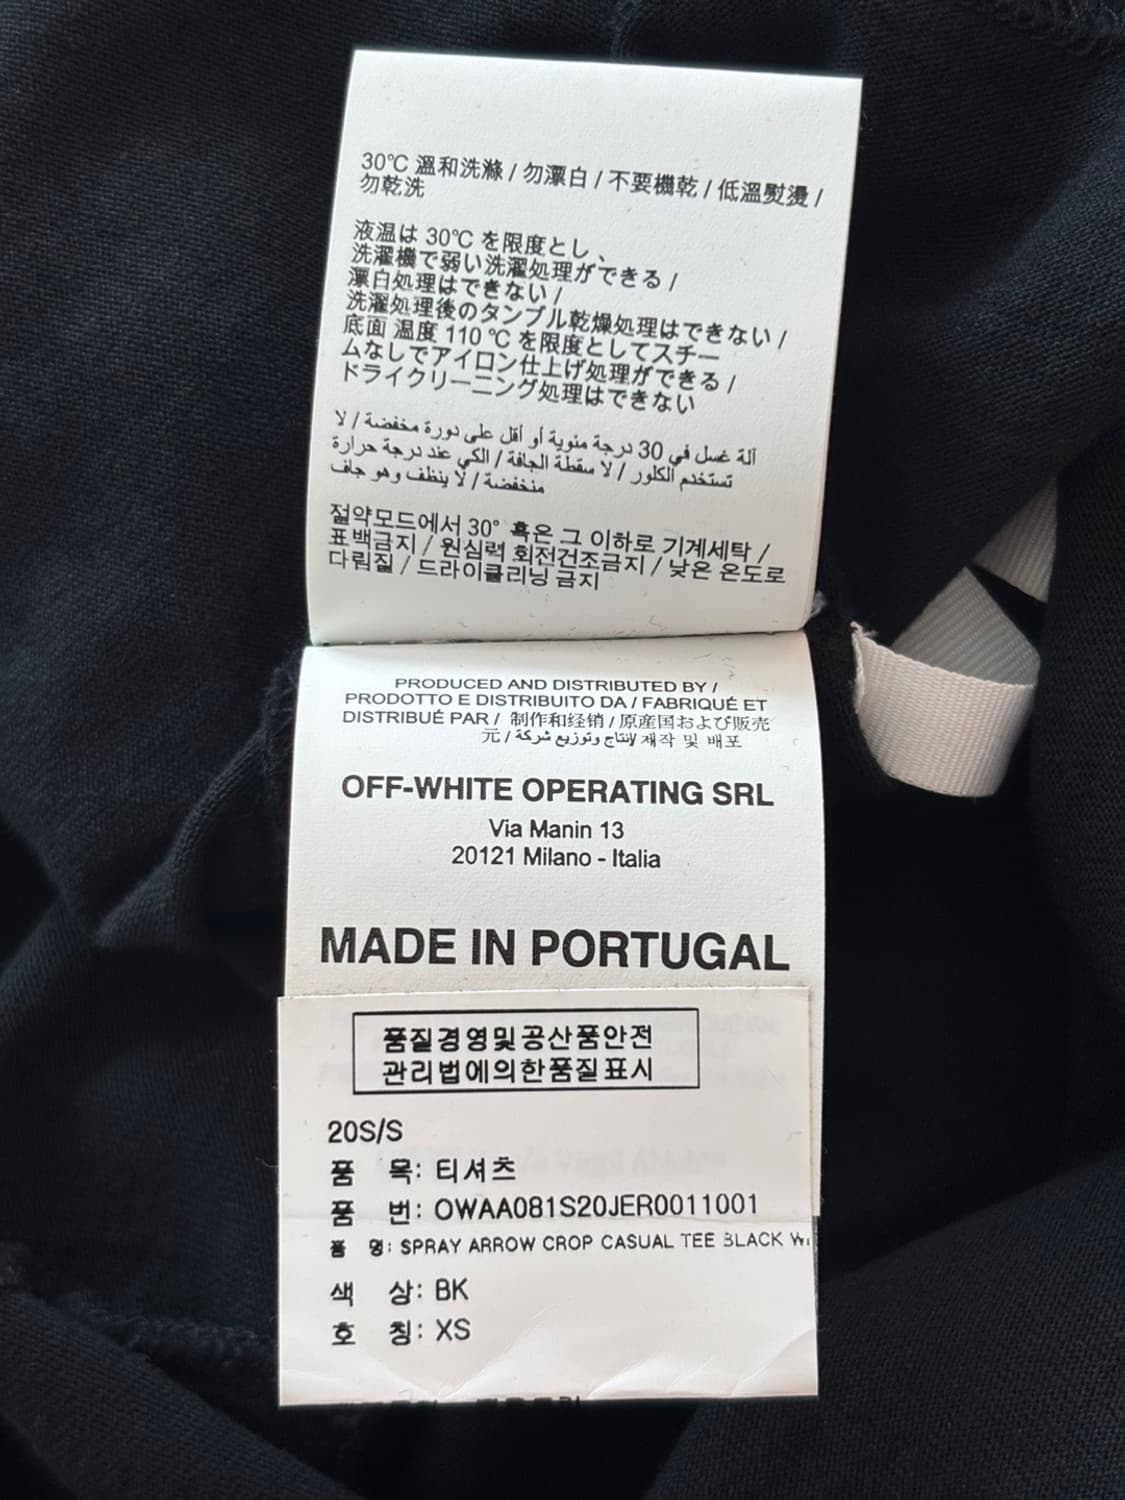 30℃ 溫和洗滌 / 勿漂白 / 不要機乾 / 低溫熨燙 /
勿乾洗
液温は 30℃ を限度とし、
洗濯機で弱い洗濯処理ができる /
漂白処理はできない /
洗濯処理後のタンブル乾燥処理はできない /
底面 温度 110 ℃ を限度としてスチー
ムなしでアイロン仕上げ処理ができる /
ドライクリーニング処理はできない
آلة غسل في 30 درجة مئوية أو أقل على دورة مخفضة / لا
تستخدم الكلور / لا سقطة الجافة / الكي عند درجة حرارة
منخفضة / لا ينظف وهو جاف
절약모드에서 30° 혹은 그 이하로 기계세탁 /
표백금지 / 원심력 회전건조금지 / 낮은 온도로
다림질 / 드라이클리닝 금지
PRODUCED AND DISTRIBUTED BY /
PRODOTTO E DISTRIBUITO DA / FABRIQUÉ ET
DISTRIBUÉ PAR / 制作和经销 / 原産国および販売
元 / لإنتاج وتوزيع شركة / 제작 및 배포
OFF-WHITE OPERATING SRL
Via Manin 13
20121 Milano - Italia
MADE IN PORTUGAL
품질경영및공산품안전
관리법에의한품질표시
20S/S
품 목: 티셔츠
품 번: OWAA081S20JER0011001
품 명: SPRAY ARROW CROP CASUAL TEE BLACK
색 상: BK
호 칭: XS